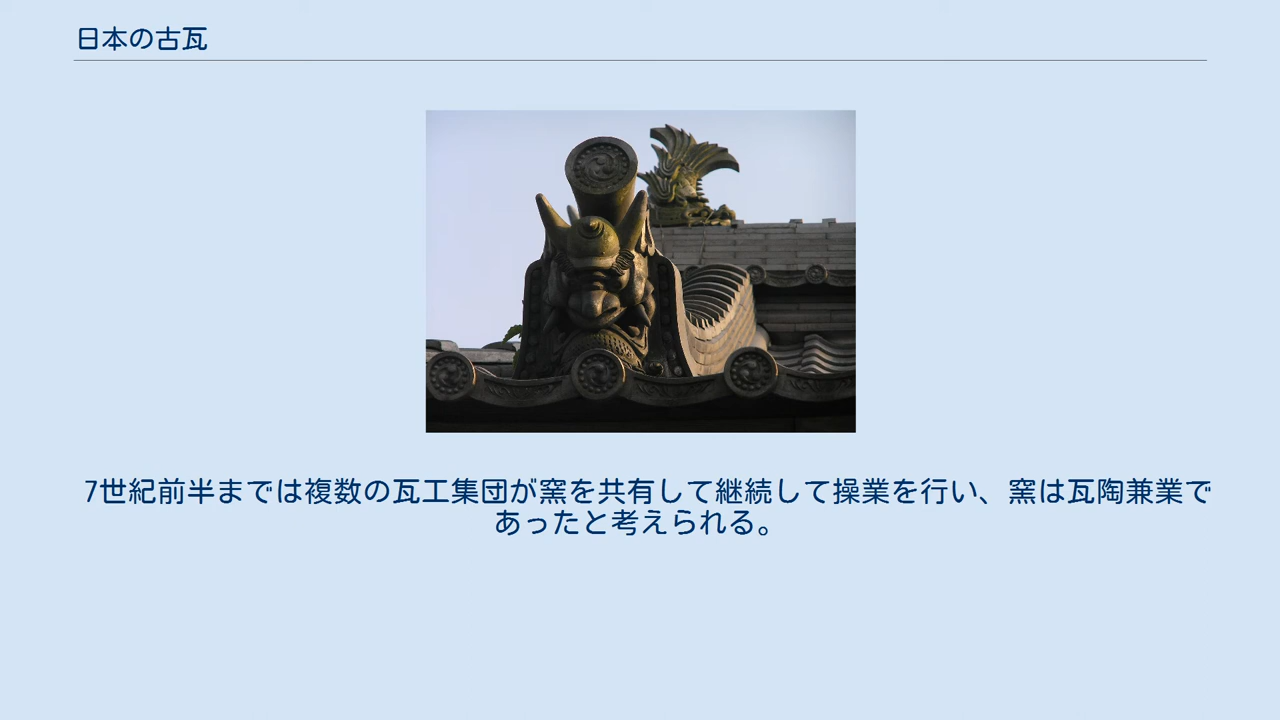 日本の古瓦
7世紀前半までは複数の瓦工集団が窯を共有して継続して操業を行い、窯は瓦陶兼業で
あったと考えられる。